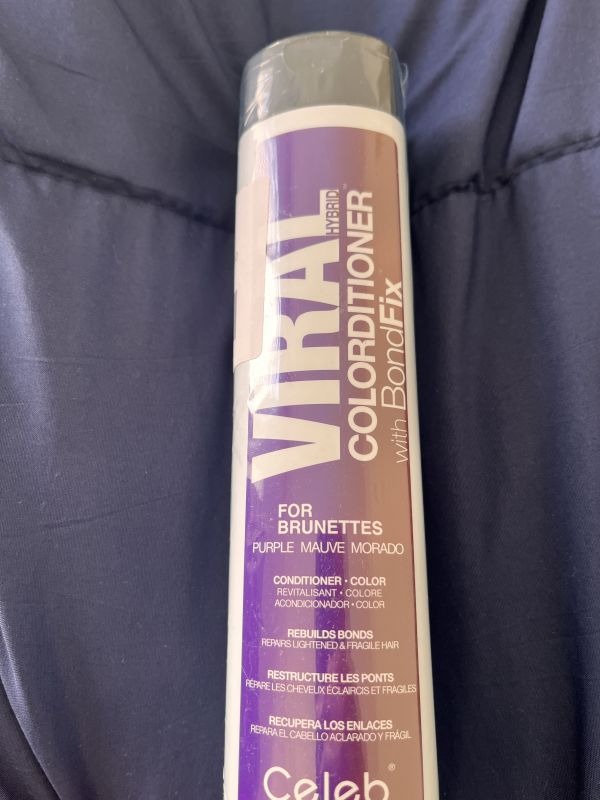 VIRAL
HYBRID™
COLORDITIONER™
with BondFix
FOR
BRUNETTES
PURPLE MAUVE MORADO
CONDITIONER • COLOR
REVITALISANT • COLORE
ACONDICIONADOR • COLOR
REBUILDS BONDS
REPAIRS LIGHTENED & FRAGILE HAIR
RESTRUCTURE LES PONTS
RÉPARE LES CHEVEUX ÉCLAIRCIS ET FRAGILES
RECUPERA LOS ENLACES
REPARA EL CABELLO ACLARADO Y FRÁGIL
Celeb®